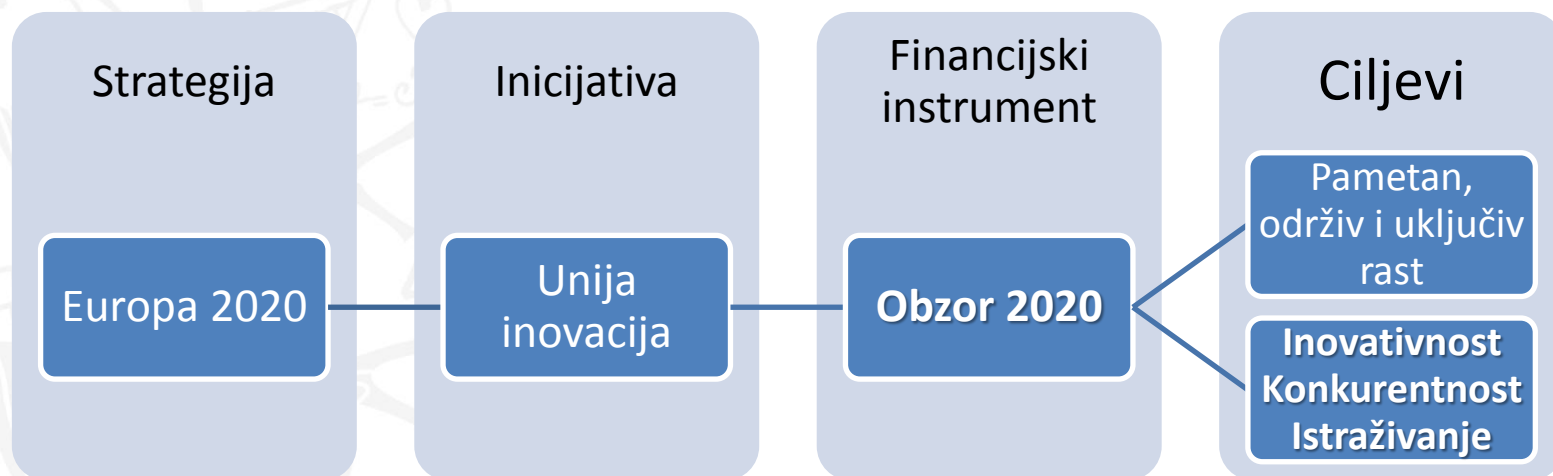 Strategija
Europa 2020
Inicijativa
Unija
inovacija
Financijski
instrument
Obzor 2020
Ciljevi
Pametan,
održiv i uključiv
rast
Inovativnost
Konkurentnost
Istraživanje